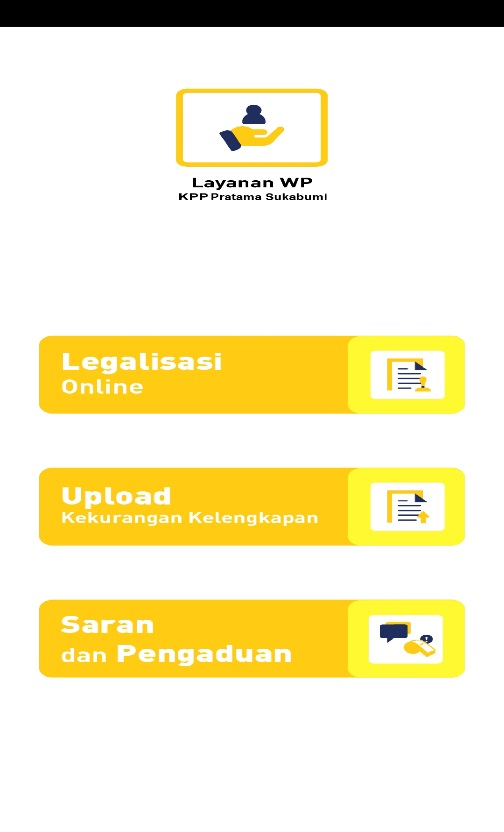 Layanan WP
KPP Pratama Sukabumi
Legalisasi
Online
Upload
Kekurangan Kelengkapan
Saran
dan Pengaduan